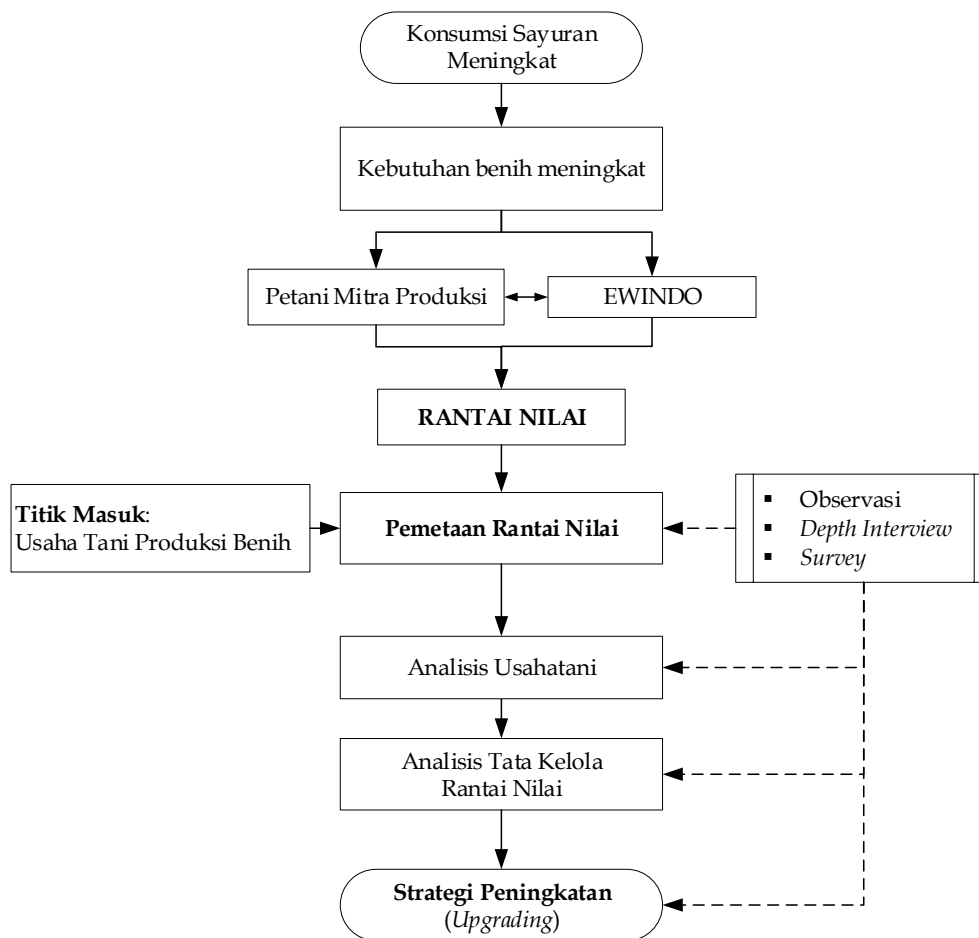 Konsumsi Sayuran
Meningkat
Kebutuhan benih meningkat
Petani Mitra Produksi
EWINDO
RANTAI NILAI
Titik Masuk:
Usaha Tani Produksi Benih
Pemetaan Rantai Nilai
▪ Observasi
▪ Depth Interview
▪ Survey
Analisis Usahatani
Analisis Tata Kelola
Rantai Nilai
Strategi Peningkatan
(Upgrading)